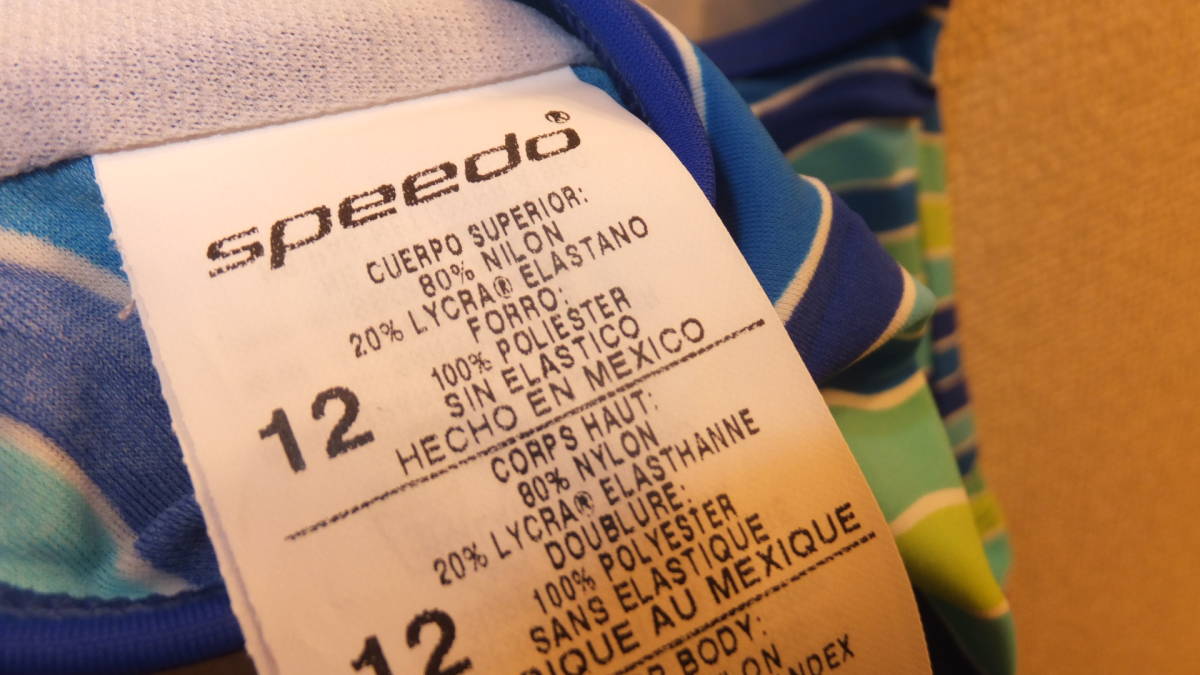 speedo®
CUERPO SUPERIOR:
80% NILON
20% LYCRA® ELASTANO
FORRO:
100% POLIESTER
SIN ELASTICO
12
HECHO EN MEXICO
CORPS HAUT:
80% NYLON
20% LYCRA® ELASTHANNE
DOUBLURE:
100% POLYESTER
SANS ELASTIQUE
12
AU MEXIQUE
BODY: